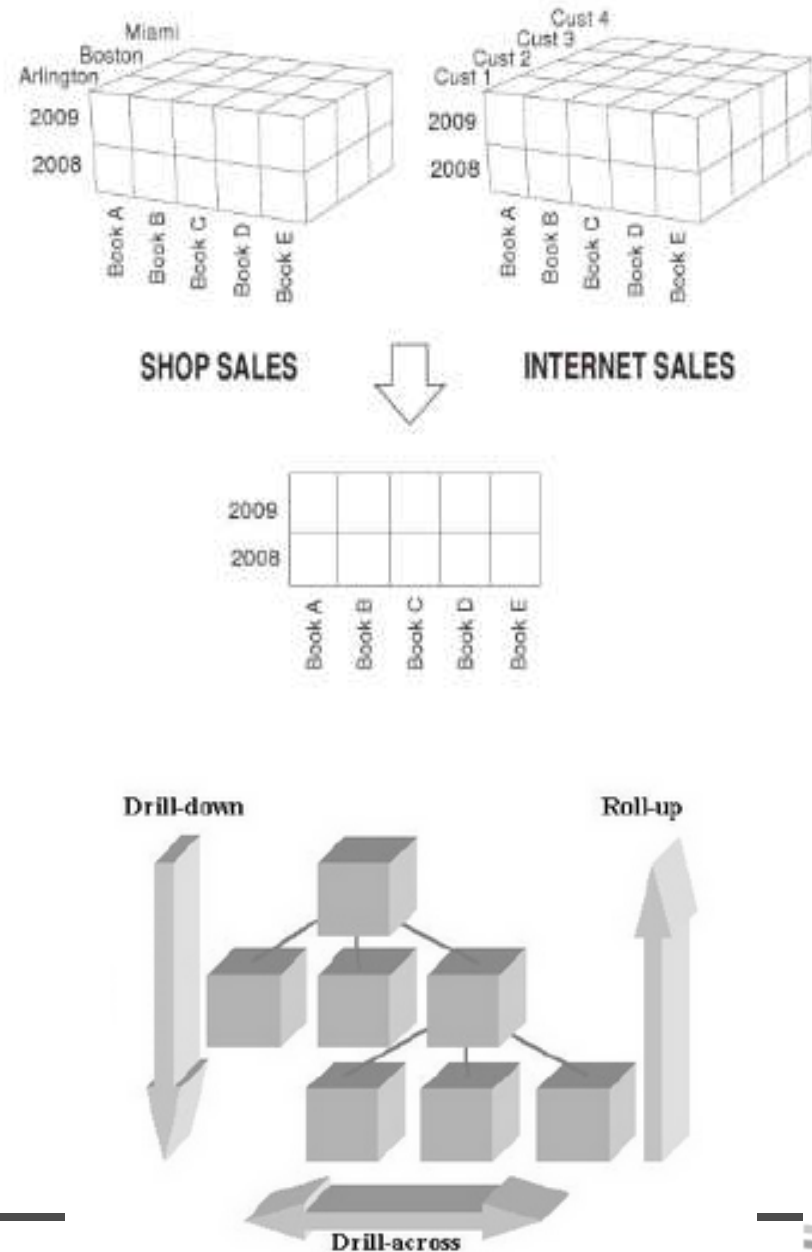 Miami
Boston
Arlington
2009
2008
Book A
Book B
Book C
Book D
Book E
Cust 4
Cust 3
Cust 2
Cust 1
2009
2008
Book A
Book B
Book C
Book D
Book E
SHOP SALES
INTERNET SALES
2009
2008
Book A
Book B
Book C
Book D
Book E
Drill-down
Roll-up
Drill-across